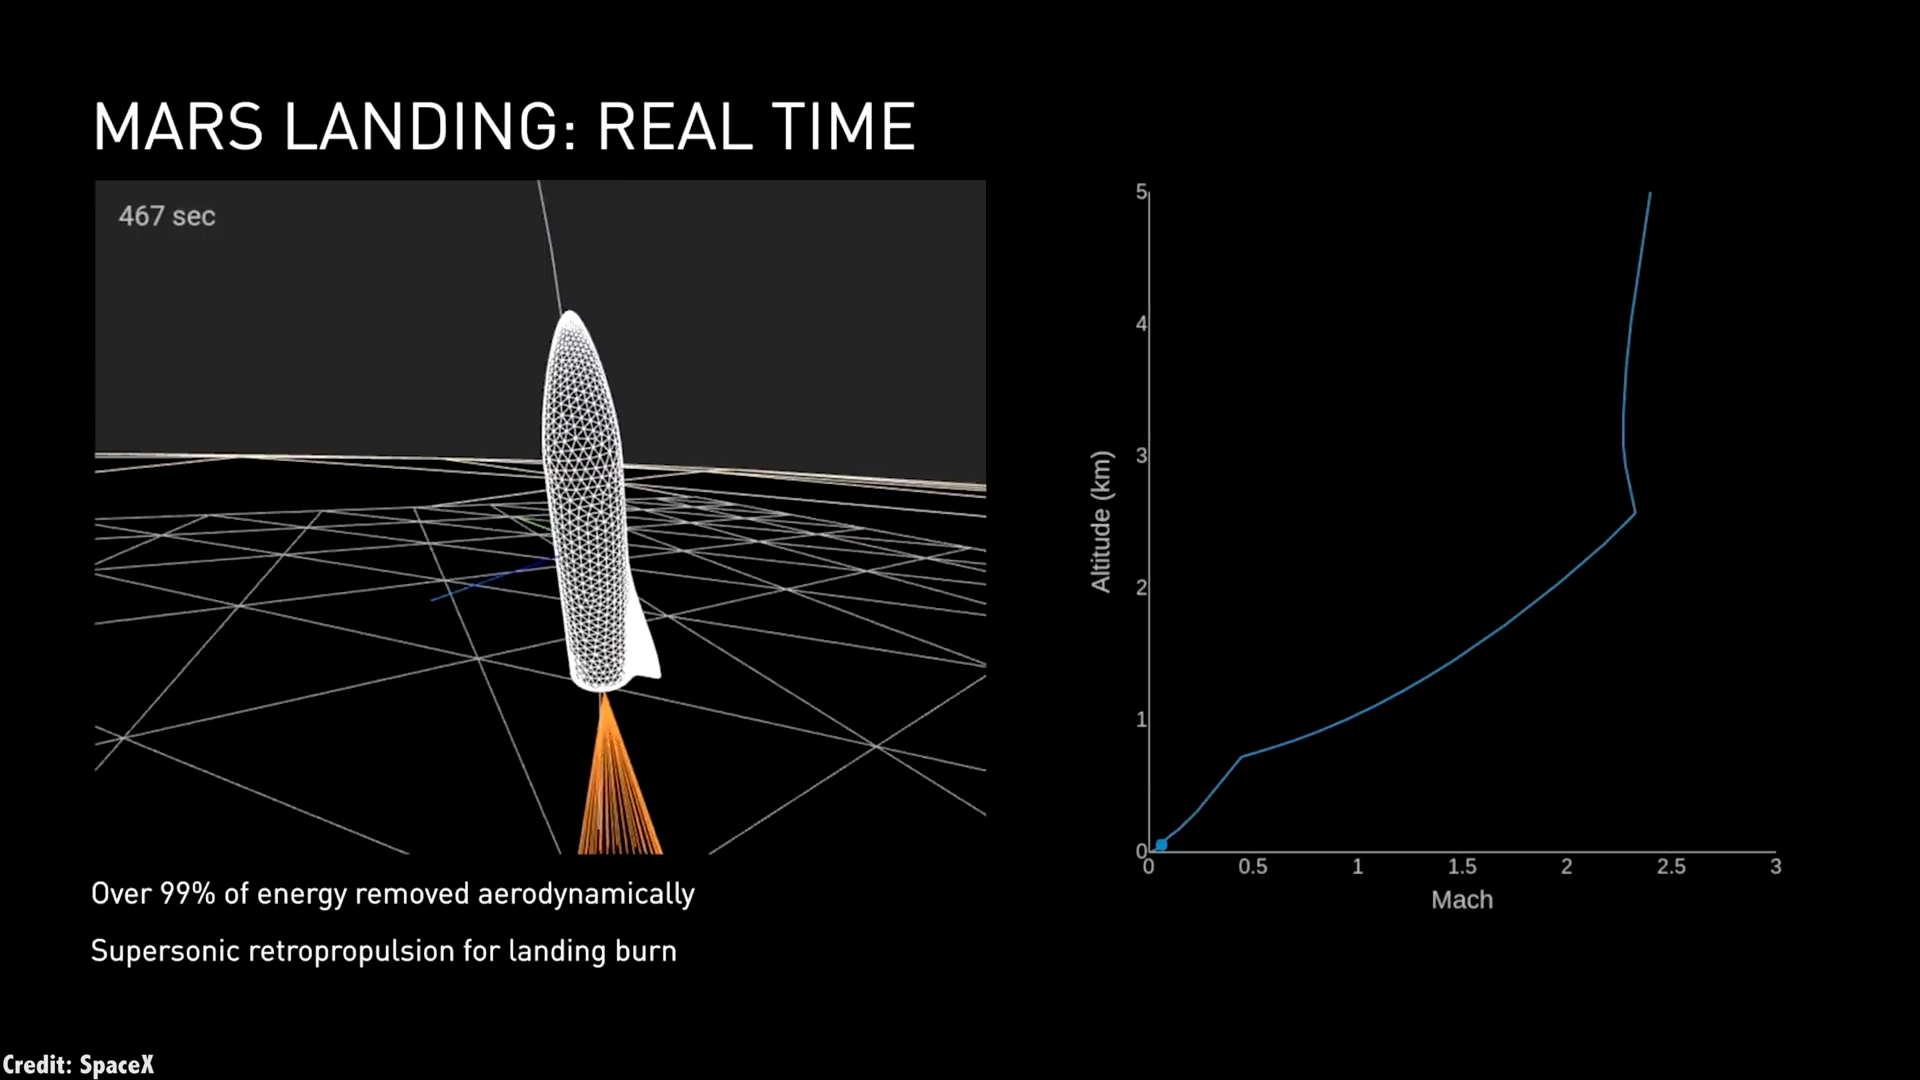 MARS LANDING: REAL TIME
467 sec
5
4
3
2
1
0
Altitude (km)
0 0.5 1 1.5 2 2.5 3
Mach
Over 99% of energy removed aerodynamically
Supersonic retropropulsion for landing burn
Credit: SpaceX